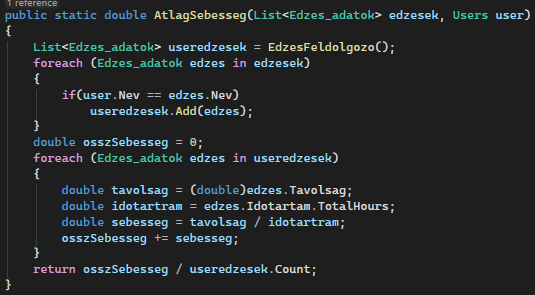 1 reference
public static double AtlagSebesseg(List<Edzes_adatok> edzesek, Users user)
{
    List<Edzes_adatok> useredzesek = EdzesFeldolgozo();
    foreach (Edzes_adatok edzes in edzesek)
    {
        if(user.Nev == edzes.Nev)
            useredzesek.Add(edzes);
    }
    double osszSebesseg = 0;
    foreach (Edzes_adatok edzes in useredzesek)
    {
        double tavolsag = (double)edzes.Tavolsag;
        double idotartram = edzes.Idotartam.TotalHours;
        double sebesseg = tavolsag / idotartram;
        osszSebesseg += sebesseg;
    }
    return osszSebesseg / useredzesek.Count;
}